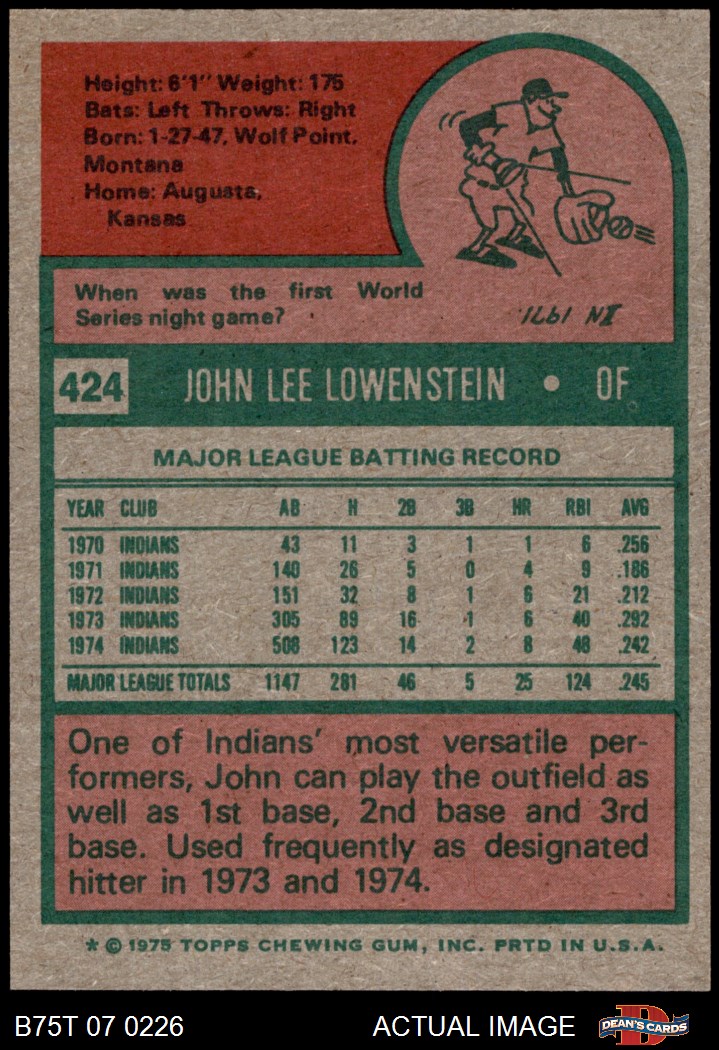 Height: 6'1" Weight: 175
Bats: Left Throws: Right
Born: 1-27-47, Wolf Point,
Montana
Home: Augusta,
Kansas
When was the first World
Series night game?
IN 1971.
424 JOHN LEE LOWENSTEIN • OF
MAJOR LEAGUE BATTING RECORD
YEAR CLUB AB H 2B 3B HR RBI AVG
1970 INDIANS 43 11 3 1 1 6 .256
1971 INDIANS 140 26 5 0 4 9 .186
1972 INDIANS 151 32 8 1 6 21 .212
1973 INDIANS 305 89 16 1 6 40 .292
1974 INDIANS 508 123 14 2 8 48 .242
MAJOR LEAGUE TOTALS 1147 281 46 5 25 124 .245
One of Indians' most versatile per-
formers, John can play the outfield as
well as 1st base, 2nd base and 3rd
base. Used frequently as designated
hitter in 1973 and 1974.
* © 1975 TOPPS CHEWING GUM, INC. PRTD IN U.S.A.
B75T 07 0226 ACTUAL IMAGE D DEAN'S CARDS